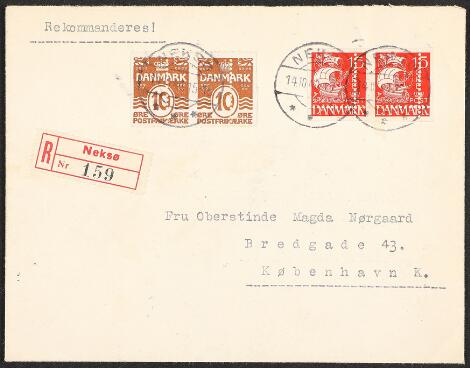 Rekommanderes!
DANMARK DANMARK
10 10
ØRE ØRE
POSTFRIMÆRKE POSTFRIMÆRKE
15 15
POST
DANMARK DANMARK
R Neksø
Nr 159
Fru Oberstinde Magda Nørgaard
Bredgade 43.
København K.